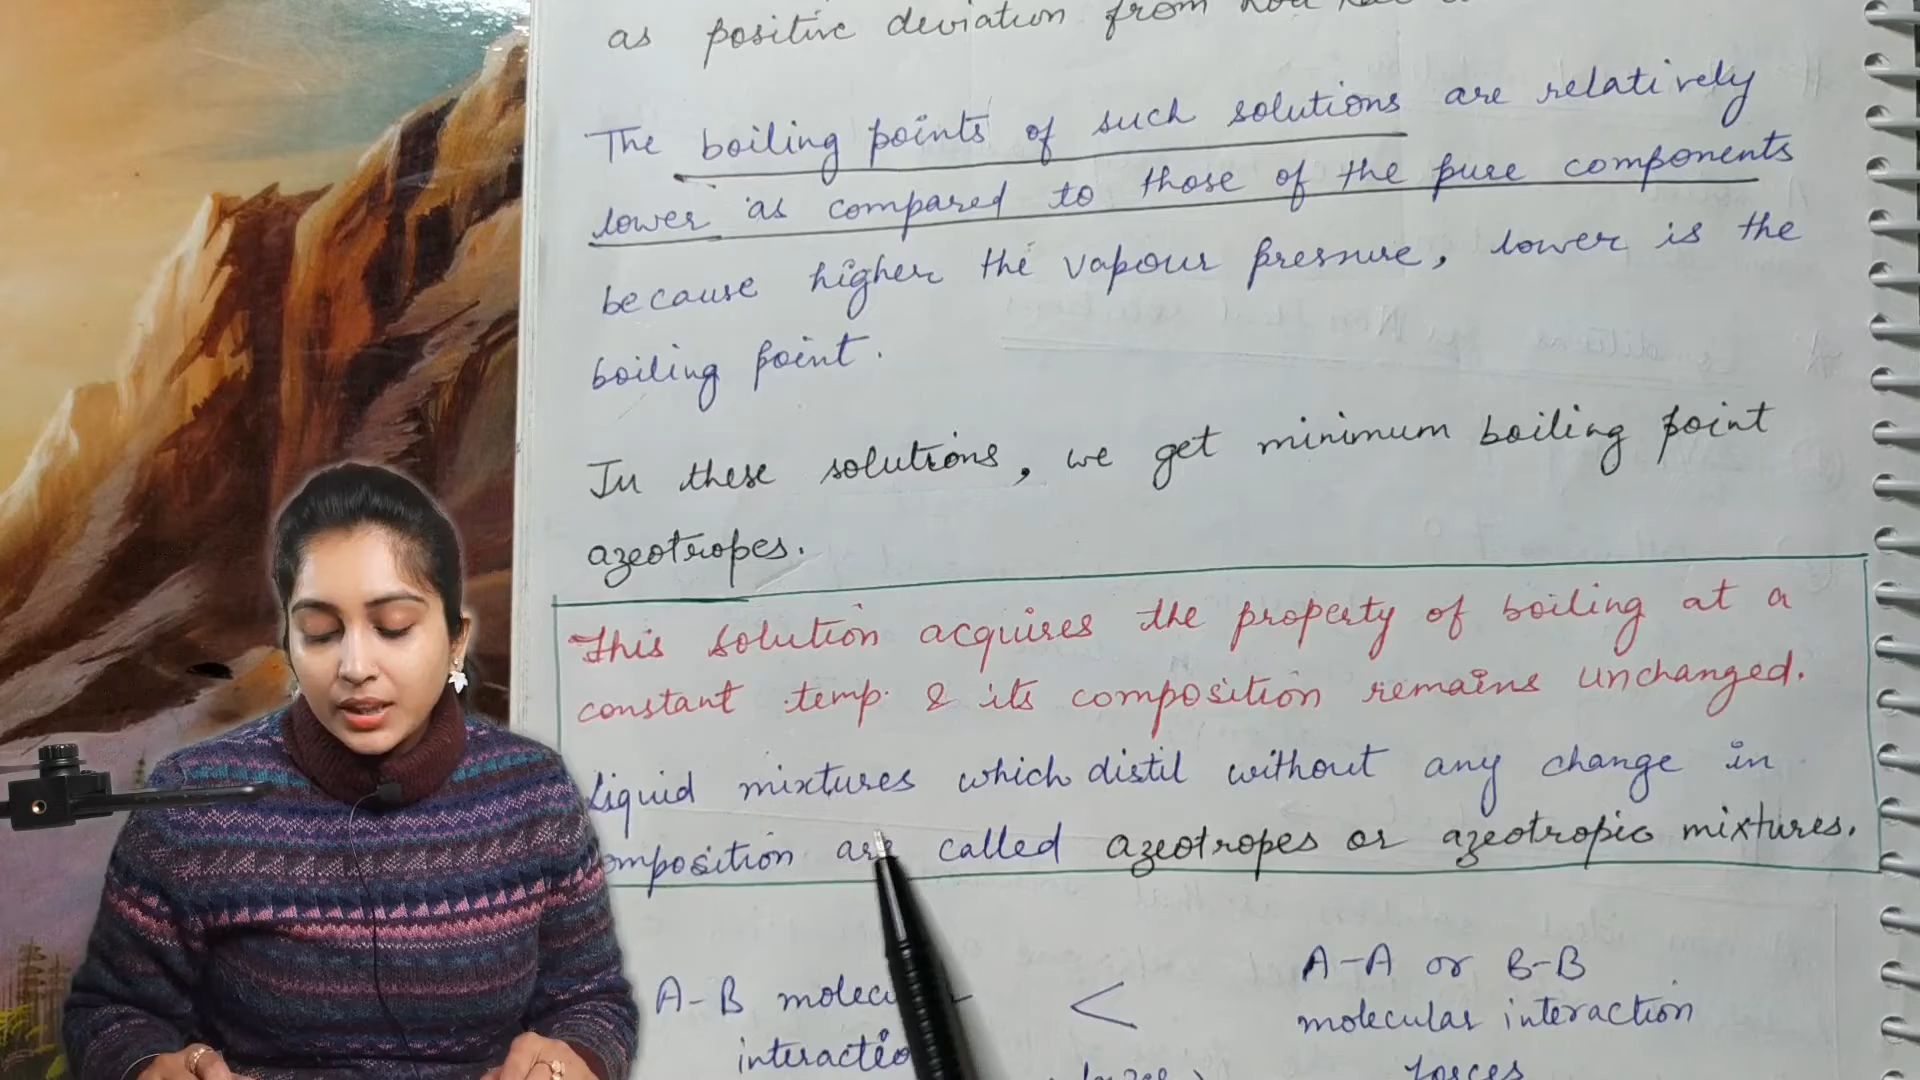 as positive deviation from
The boiling points of such solutions are relatively
lower as compared to those of the pure components
because higher the vapour pressure, lower is the
boiling point.
In these solutions, we get minimum boiling point
azeotropes.
This solution acquires the property of boiling at a
constant temp. & its composition remains unchanged.
Liquid mixtures which distil without any change in
omposition are called azeotropes or azeotropic mixtures.
A-B molecu < A-A or B-B
interactio molecular interaction
forces